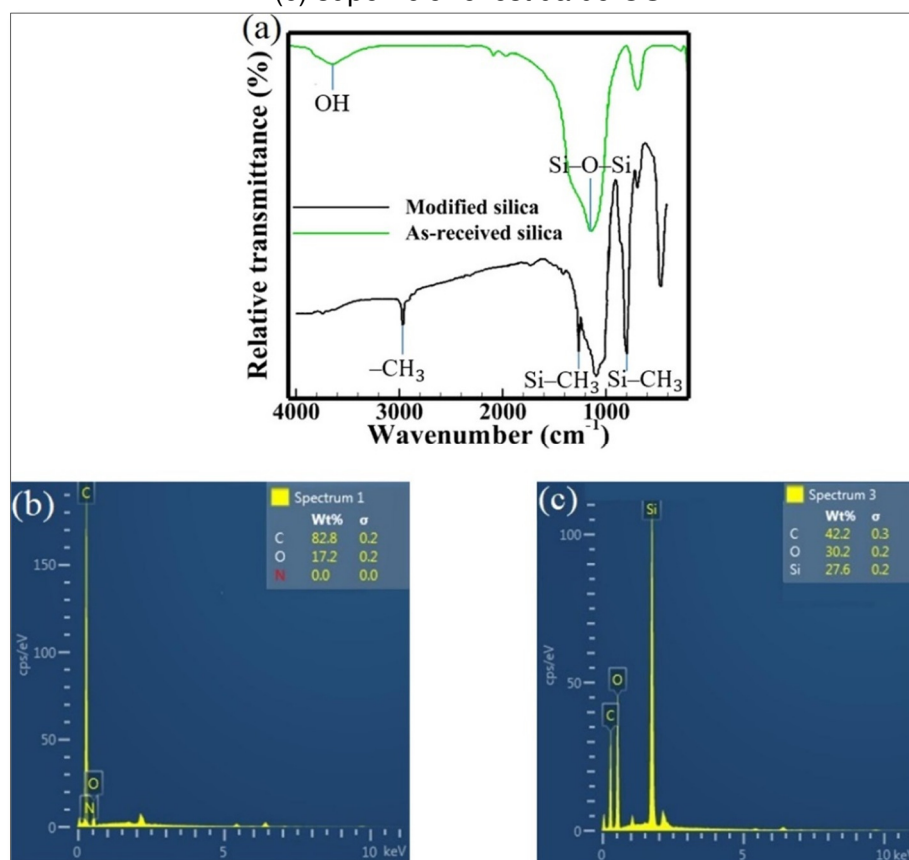 (a)
Relative transmittance (%)
OH
Si–O–Si
Modified silica
As-received silica
–CH₃
Si–CH₃
Si–CH₃
4000
3000
2000
1000
Wavenumber (cm⁻¹)
(b)
C
Spectrum 1
Wt% σ
C 82.8 0.2
O 17.2 0.2
N 0.0 0.0
150
100
50
0
cps/eV
O
N
0
5
10 keV
(c)
Si
Spectrum 3
Wt% σ
C 42.2 0.3
O 30.2 0.2
Si 27.6 0.2
100
50
0
cps/eV
O
C
0
5
10 keV